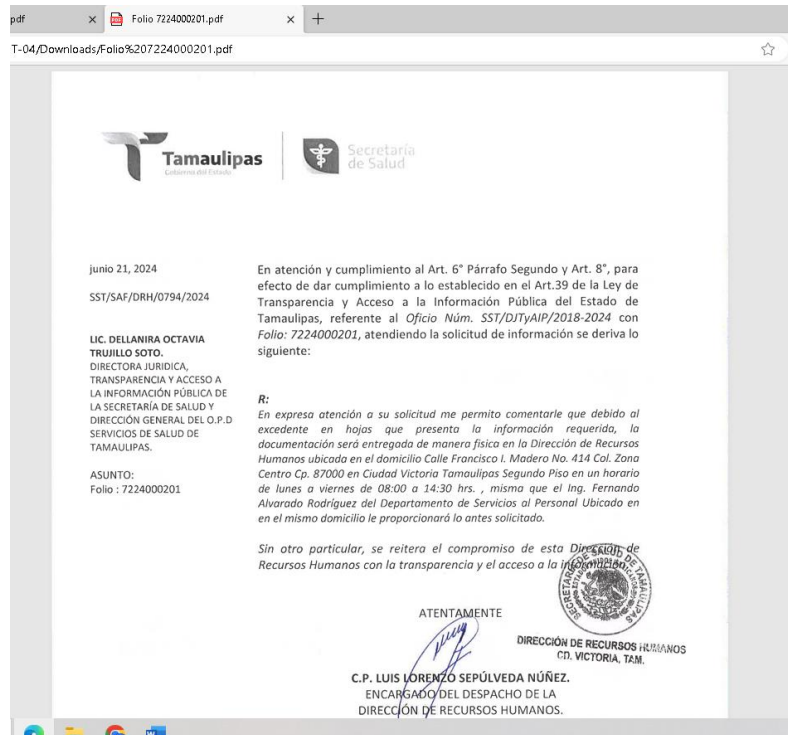 pdf
Folio 7224000201.pdf
T-04/Downloads/Folio%207224000201.pdf
Tamaulipas
Gobierno del Estado
Secretaría
de Salud
junio 21, 2024
SST/SAF/DRH/0794/2024
LIC. DELLANIRA OCTAVIA
TRUJILLO SOTO.
DIRECTORA JURIDICA,
TRANSPARENCIA Y ACCESO A
LA INFORMACIÓN PÚBLICA DE
LA SECRETARÍA DE SALUD Y
DIRECCIÓN GENERAL DEL O.P.D
SERVICIOS DE SALUD DE
TAMAULIPAS.
ASUNTO:
Folio : 7224000201
En atención y cumplimiento al Art. 6° Párrafo Segundo y Art. 8°, para
efecto de dar cumplimiento a lo establecido en el Art.39 de la Ley de
Transparencia y Acceso a la Información Pública del Estado de
Tamaulipas, referente al Oficio Núm. SST/DJTyAIP/2018-2024 con
Folio: 7224000201, atendiendo la solicitud de información se deriva lo
siguiente:
R:
En expresa atención a su solicitud me permito comentarle que debido al
excedente en hojas que presenta la información requerida, la
documentación será entregada de manera fisica en la Dirección de Recursos
Humanos ubicada en el domicilio Calle Francisco I. Madero No. 414 Col. Zona
Centro Cp. 87000 en Ciudad Victoria Tamaulipas Segundo Piso en un horario
de lunes a viernes de 08:00 a 14:30 hrs. , misma que el Ing. Fernando
Alvarado Rodríguez del Departamento de Servicios al Personal Ubicado en
en el mismo domicilio le proporcionará lo antes solicitado.
Sin otro particular, se reitera el compromiso de esta Dirección de
Recursos Humanos con la transparencia y el acceso a la información,
SECRETARÍA DE SALUD DE TAMAULIPAS
ESTADOS UNIDOS MEXICANOS
DIRECCIÓN DE RECURSOS HUMANOS
CD. VICTORIA, TAM.
ATENTAMENTE
C.P. LUIS LORENZO SEPÚLVEDA NÚÑEZ.
ENCARGADO DEL DESPACHO DE LA
DIRECCIÓN DE RECURSOS HUMANOS.